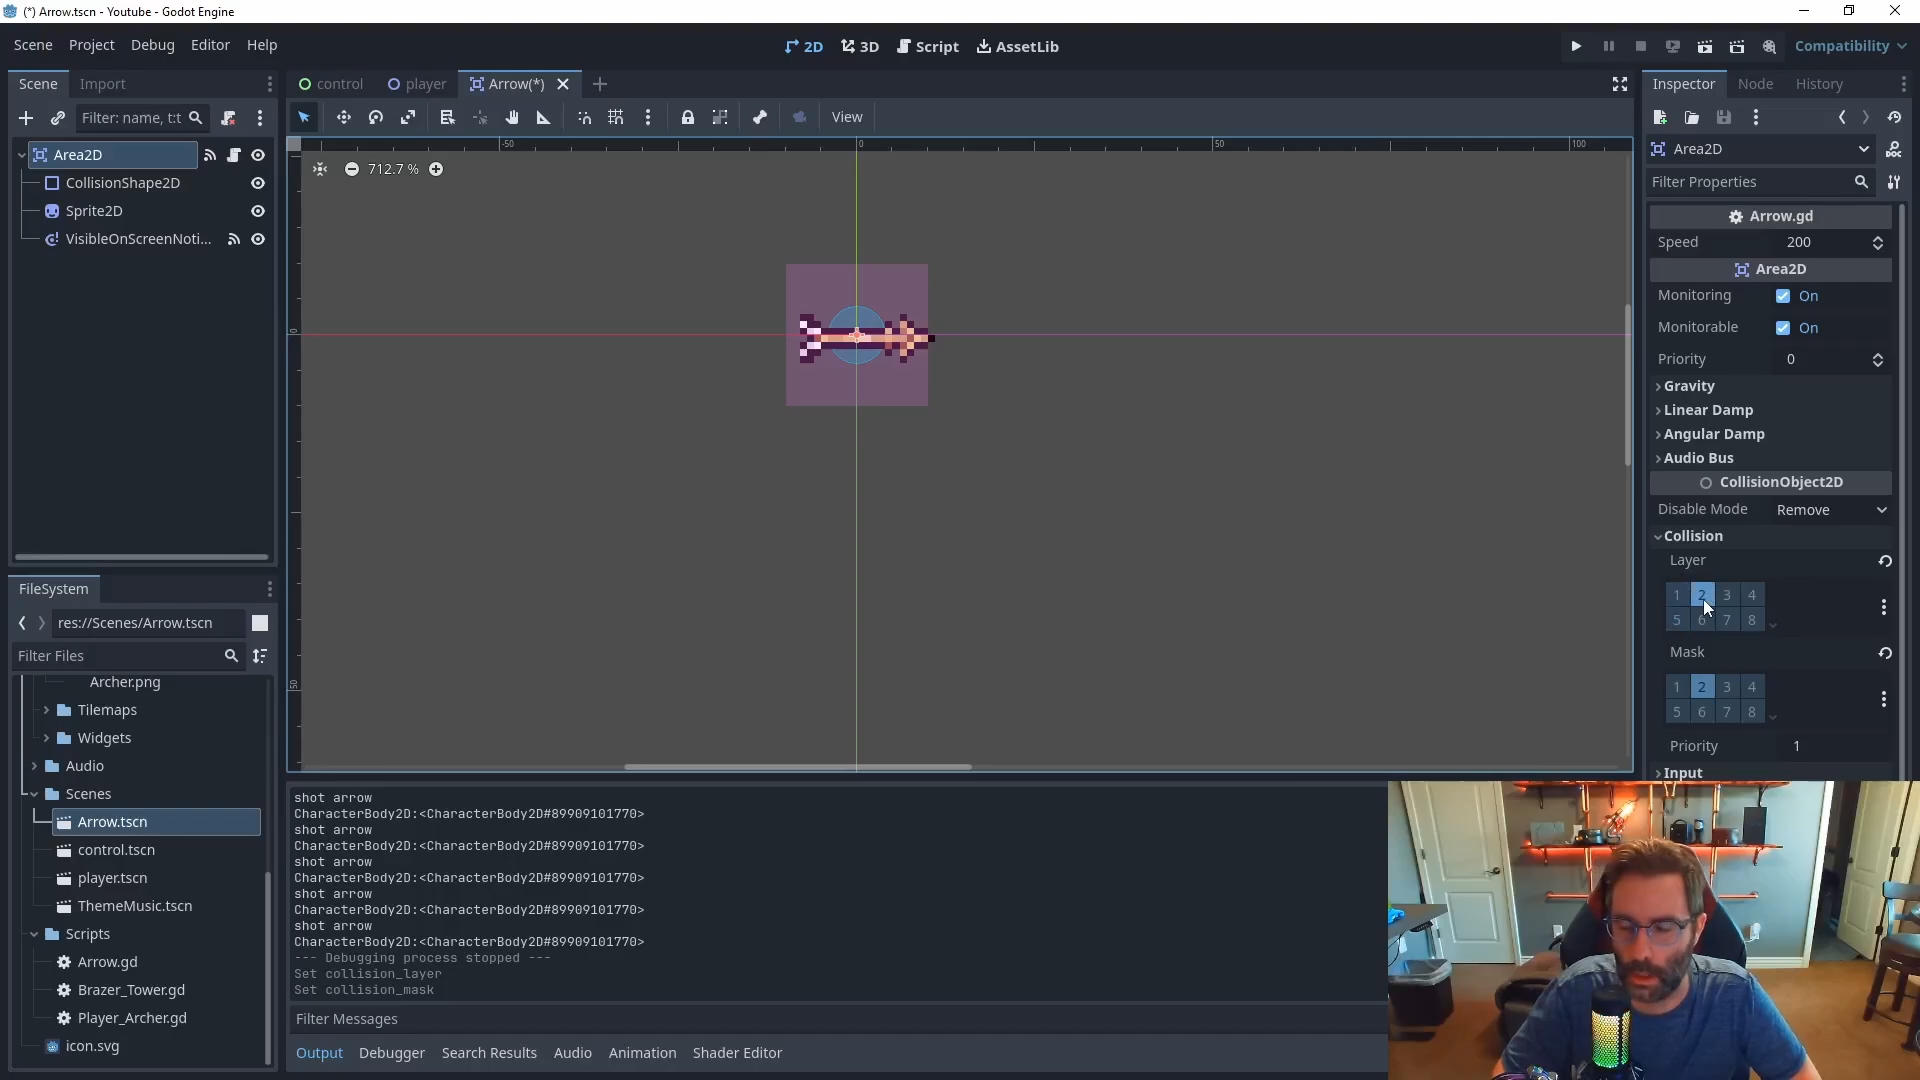 (*) Arrow.tscn - Youtube - Godot Engine
Scene Project Debug Editor Help
2D 3D Script AssetLib
Compatibility
Scene Import
control player Arrow(*)
Inspector Node History
Filter: name, t:t
View
Area2D
CollisionShape2D
Sprite2D
VisibleOnScreenNoti...
-50 0 50 100
712.7 %
0
50
Area2D
Filter Properties
Arrow.gd
Speed 200
Area2D
Monitoring On
Monitorable On
Priority 0
Gravity
Linear Damp
Angular Damp
Audio Bus
CollisionObject2D
Disable Mode Remove
Collision
Layer
1 2 3 4
5 6 7 8
Mask
1 2 3 4
5 6 7 8
Priority 1
Input
FileSystem
res://Scenes/Arrow.tscn
Filter Files
Archer.png
Tilemaps
Widgets
Audio
Scenes
Arrow.tscn
control.tscn
player.tscn
ThemeMusic.tscn
Scripts
Arrow.gd
Brazer_Tower.gd
Player_Archer.gd
icon.svg
shot arrow
CharacterBody2D:<CharacterBody2D#89909101770>
shot arrow
CharacterBody2D:<CharacterBody2D#89909101770>
shot arrow
CharacterBody2D:<CharacterBody2D#89909101770>
shot arrow
CharacterBody2D:<CharacterBody2D#89909101770>
shot arrow
CharacterBody2D:<CharacterBody2D#89909101770>
--- Debugging process stopped ---
Set collision_layer
Set collision_mask
Filter Messages
Output Debugger Search Results Audio Animation Shader Editor